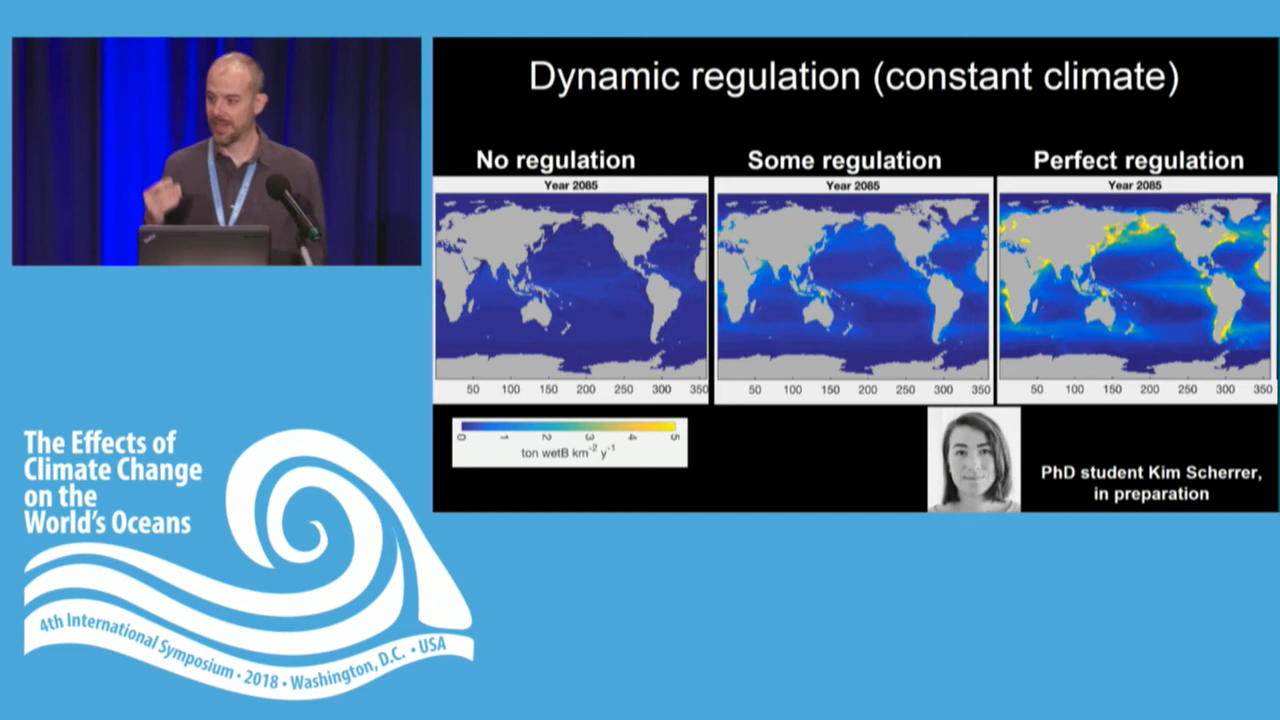 Dynamic regulation (constant climate)
No regulation
Some regulation
Perfect regulation
Year 2085
Year 2085
Year 2085
50 100 150 200 250 300 350
50 100 150 200 250 300 350
50 100 150 200 250 300 350
0 1 2 3 4 5
ton wetB km⁻² y⁻¹
PhD student Kim Scherrer,
in preparation
The Effects of
Climate Change
on the
World's Oceans
4th International Symposium • 2018 • Washington, D.C. • USA